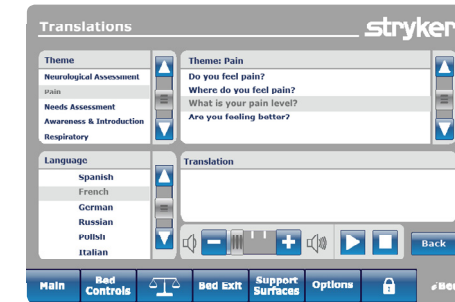 Translations
stryker
Theme
Neurological Assessment
Pain
Needs Assessment
Awareness & Introduction
Respiratory
Theme: Pain
Do you feel pain?
Where do you feel pain?
What is your pain level?
Are you feeling better?
Language
Spanish
French
German
Russian
Polish
Italian
Translation
Back
Main
Bed Controls
Bed Exit
Support Surfaces
Options